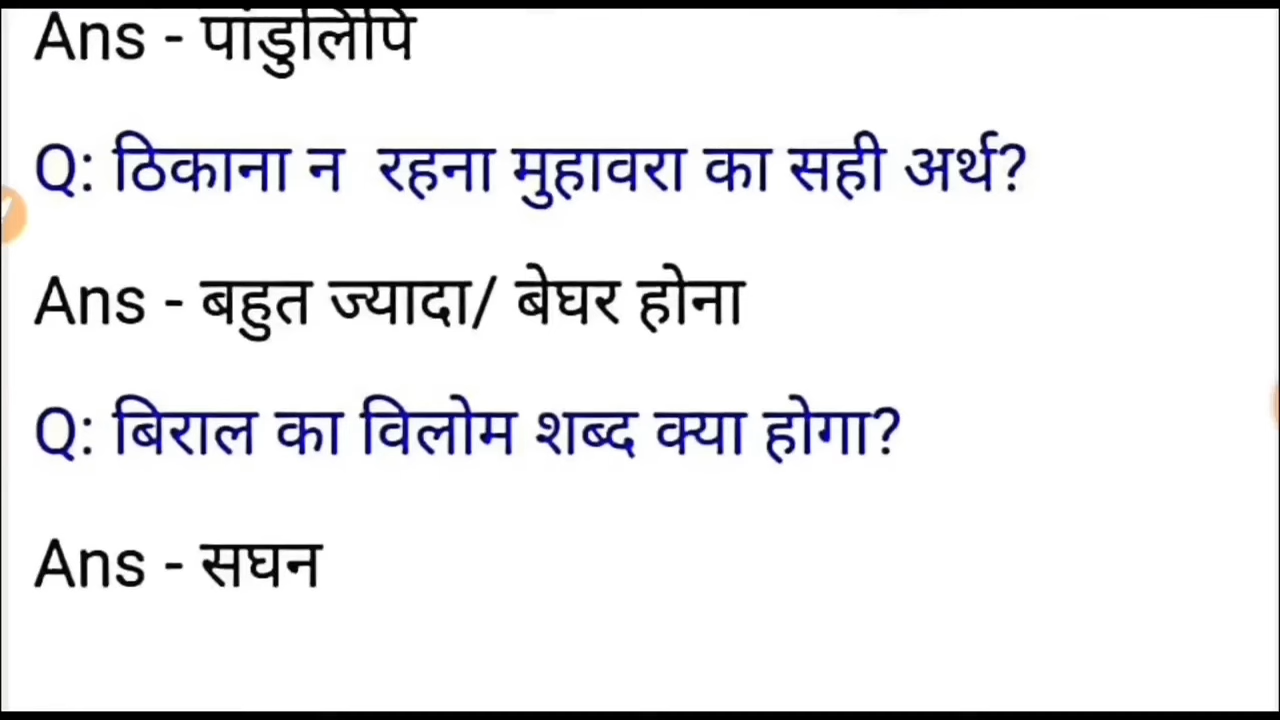 Ans - पांडुलिपि
Q: ठिकाना न रहना मुहावरा का सही अर्थ?
Ans - बहुत ज्यादा/ बेघर होना
Q: बिराल का विलोम शब्द क्या होगा?
Ans - सघन